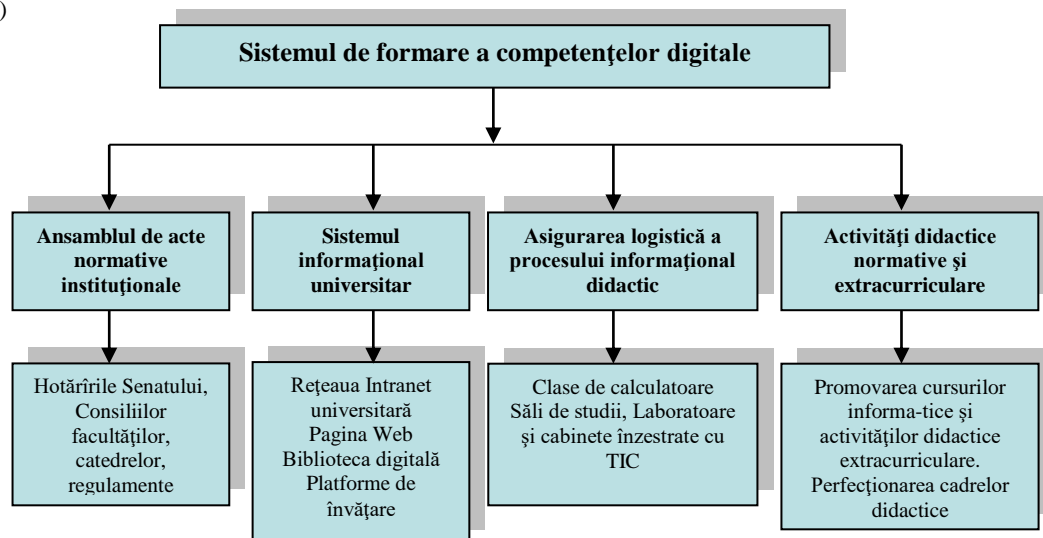 )
Sistemul de formare a competenţelor digitale
Ansamblul de acte
normative
instituţionale
Sistemul
informaţional
universitar
Asigurarea logistică a
procesului informaţional
didactic
Activităţi didactice
normative şi
extracurriculare
Hotărîrile Senatului,
Consiliilor
facultăţilor,
catedrelor,
regulamente
Reţeaua Intranet
universitară
Pagina Web
Biblioteca digitală
Platforme de
învăţare
Clase de calculatoare
Săli de studii, Laboratoare
şi cabinete înzestrate cu
TIC
Promovarea cursurilor
informa-tice şi
activităţilor didactice
extracurriculare.
Perfecţionarea cadrelor
didactice